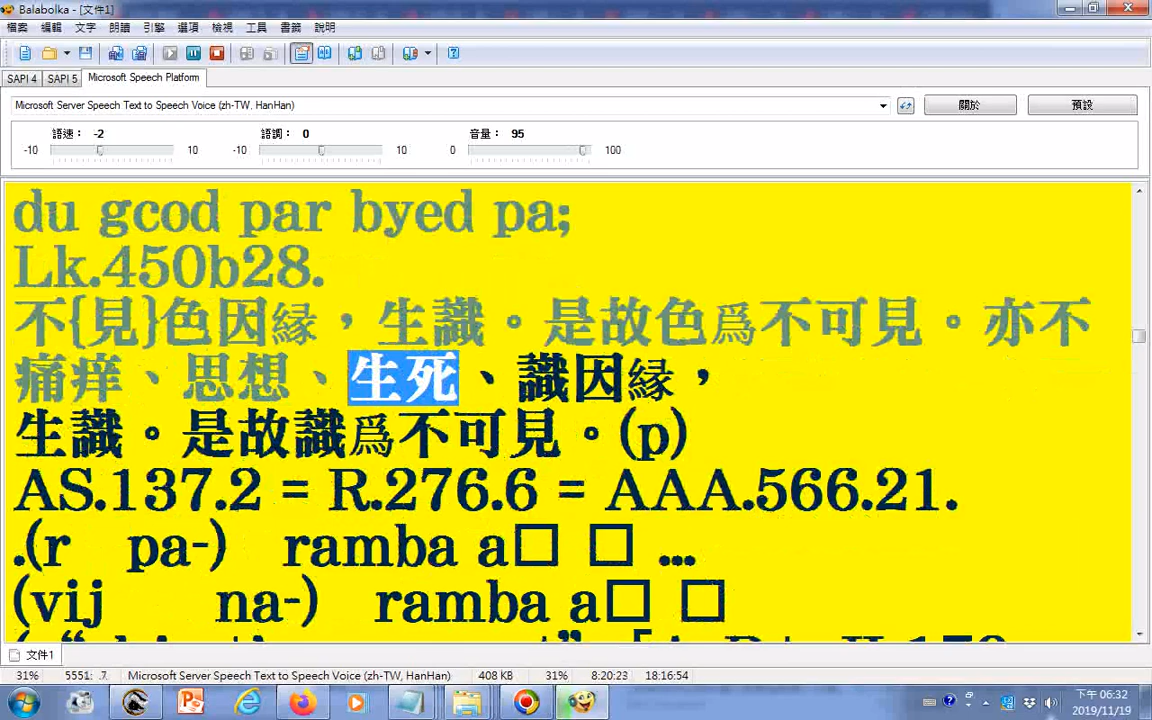 Balabolka - [文件1]
檔案 編輯 文字 朗讀 引擎 選項 檢視 工具 書籤 說明
SAPI 4 SAPI 5 Microsoft Speech Platform
Microsoft Server Speech Text to Speech Voice (zh-TW, HanHan) 關於 預設
語速： -2 語調： 0 音量： 95
-10 10 -10 10 0 100
du gcod par byed pa;
Lk.450b28.
不{見}色因縁，生識。是故色爲不可見。亦不
痛痒、思想、生死、識因縁，
生識。是故識爲不可見。(p)
AS.137.2 = R.276.6 = AAA.566.21.
.(r pa-) ramba a□ □ ...
(vij na-) ramba a□ □
文件1
31% 5551: .7. Microsoft Server Speech Text to Speech Voice (zh-TW, HanHan) 408 KB 31% 8:20:23 18:16:54
下午 06:32
2019/11/19